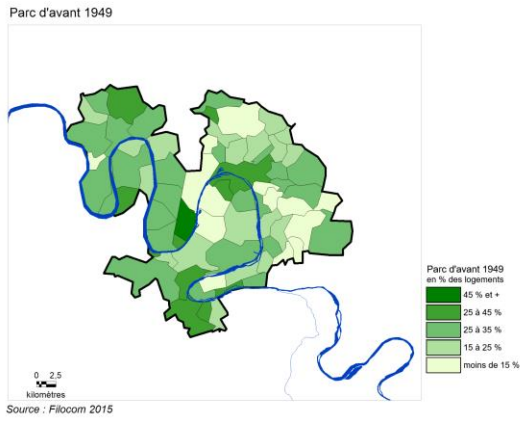 Parc d'avant 1949
Parc d'avant 1949
en % des logements
45 % et +
25 à 45 %
25 à 35 %
15 à 25 %
moins de 15 %
0 2,5
kilomètres
Source : Filocom 2015